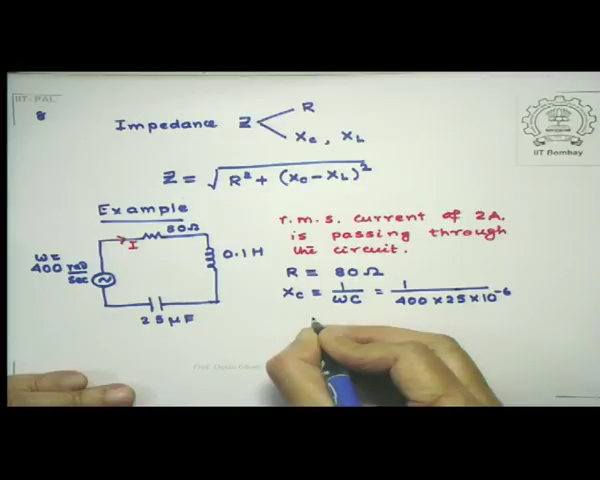 IIT-PAL
8
IIT Bombay
Impedance Z
R
Xc, XL
Z = √R² + (Xc - XL)²
Example
80Ω
I
ω=
400 rad/sec
0.1H
25 μF
r.m.s. current of 2A.
is passing through
the circuit.
R = 80Ω
Xc = 1/ωC = 1/400×25×10⁻⁶